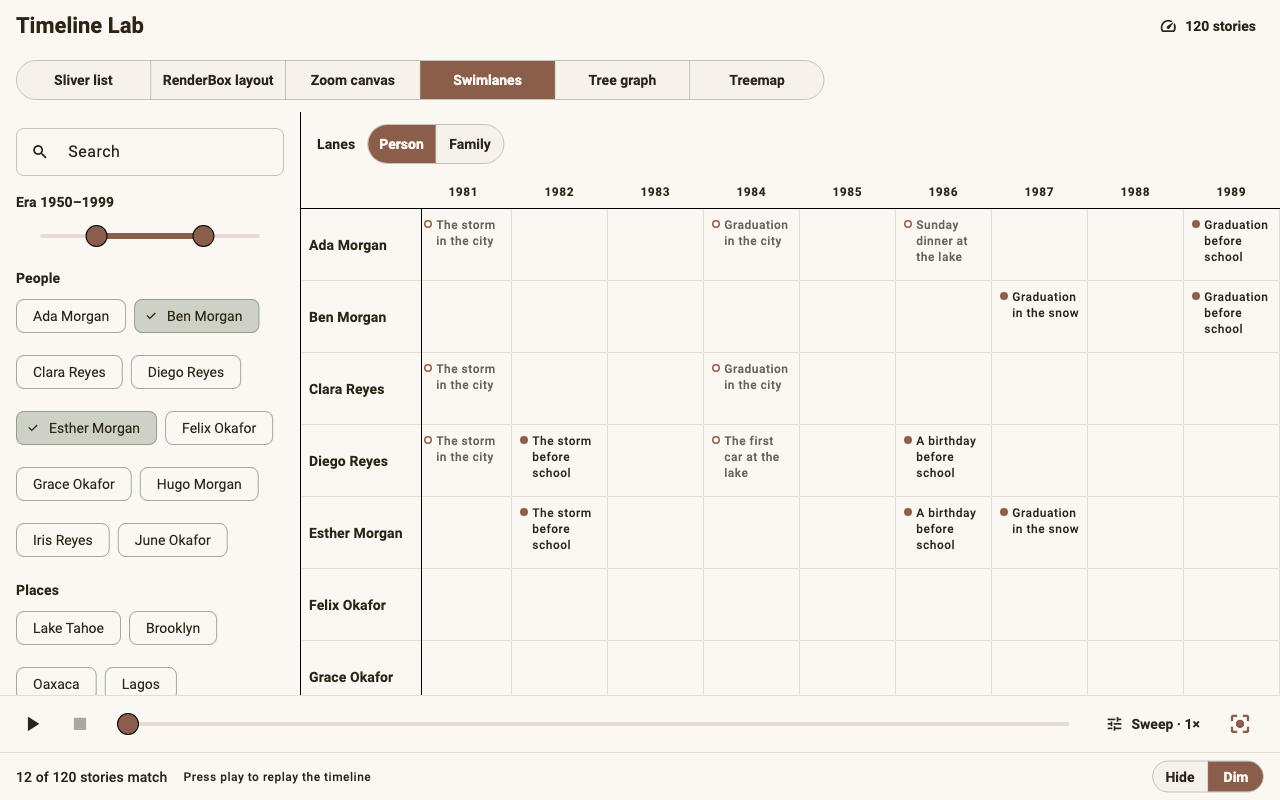 Timeline Lab
120 stories
Sliver list
RenderBox layout
Zoom canvas
Swimlanes
Tree graph
Treemap
Search
Era 1950–1999
People
Ada Morgan
Ben Morgan
Clara Reyes
Diego Reyes
Esther Morgan
Felix Okafor
Grace Okafor
Hugo Morgan
Iris Reyes
June Okafor
Places
Lake Tahoe
Brooklyn
Oaxaca
Lagos
Lanes
Person
Family
1981
1982
1983
1984
1985
1986
1987
1988
1989
Ada Morgan
The storm
in the city
Graduation
in the city
Sunday
dinner at
the lake
Graduation
before
school
Ben Morgan
Graduation
in the snow
Graduation
before
school
Clara Reyes
The storm
in the city
Graduation
in the city
Diego Reyes
The storm
in the city
The storm
before
school
The first
car at the
lake
A birthday
before
school
Esther Morgan
The storm
before
school
A birthday
before
school
Graduation
in the snow
Felix Okafor
Grace Okafor
Sweep · 1×
12 of 120 stories match
Press play to replay the timeline
Hide
Dim